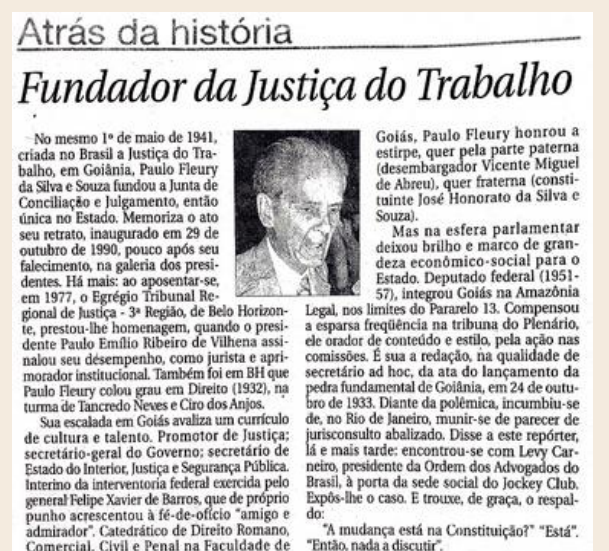 Atrás da história
Fundador da Justiça do Trabalho
No mesmo 1º de maio de 1941,
criada no Brasil a Justiça do Tra-
balho, em Goiânia, Paulo Fleury
da Silva e Souza fundou a Junta de
Conciliação e Julgamento, então
única no Estado. Memoriza o ato
seu retrato, inaugurado em 29 de
outubro de 1990, pouco após seu
falecimento, na galeria dos presi-
dentes. Há mais: ao aposentar-se,
em 1977, o Egrégio Tribunal Re-
gional de Justiça - 3ª Região, de Belo Horizon-
te, prestou-lhe homenagem, quando o presi-
dente Paulo Emílio Ribeiro de Vilhena assi-
nalou seu desempenho, como jurista e apri-
morador institucional. Também foi em BH que
Paulo Fleury colou grau em Direito (1932), na
turma de Tancredo Neves e Ciro dos Anjos.
Sua escalada em Goiás avaliza um currículo
de cultura e talento. Promotor de Justiça;
secretário-geral do Governo; secretário de
Estado do Interior, Justiça e Segurança Pública.
Interino da interventoria federal exercida pelo
general Felipe Xavier de Barros, que de próprio
punho acrescentou à fé-de-ofício "amigo e
admirador". Catedrático de Direito Romano,
Comercial, Civil e Penal na Faculdade de
Goiás, Paulo Fleury honrou a
estirpe, quer pela parte paterna
(desembargador Vicente Miguel
de Abreu), quer fraterna (consti-
tuinte José Honorato da Silva e
Souza).
Mas na esfera parlamentar
deixou brilho e marco de gran-
deza econômico-social para o
Estado. Deputado federal (1951-
57), integrou Goiás na Amazônia
Legal, nos limites do Pararelo 13. Compensou
a esparsa freqüência na tribuna do Plenário,
ele orador de conteúdo e estilo, pela ação nas
comissões. É sua a redação, na qualidade de
secretário ad hoc, da ata do lançamento da
pedra fundamental de Goiânia, em 24 de outu-
bro de 1933. Diante da polêmica, incumbiu-se
de, no Rio de Janeiro, munir-se de parecer de
jurisconsulto abalizado. Disse a este repórter,
lá e mais tarde: encontrou-se com Levy Car-
neiro, presidente da Ordem dos Advogados do
Brasil, à porta da sede social do Jockey Club.
Expôs-lhe o caso. E trouxe, de graça, o respal-
do:
"A mudança está na Constituição?" "Está".
"Então, nada a discutir".